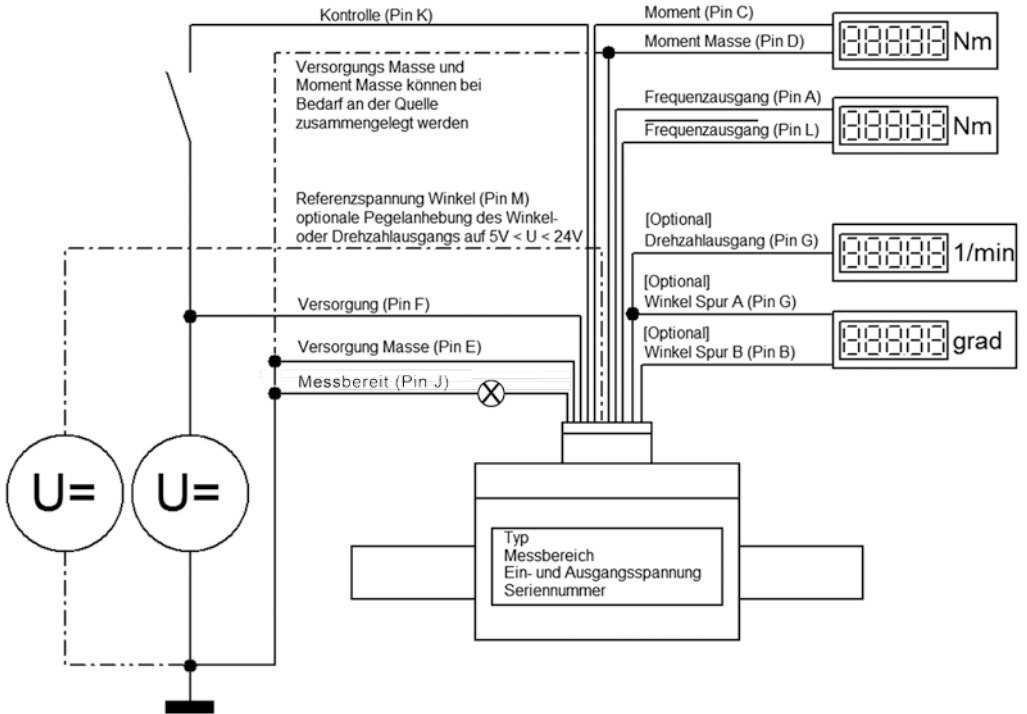 Kontrolle (Pin K)
Moment (Pin C)
Nm
Moment Masse (Pin D)
Versorgungs Masse und
Moment Masse können bei
Bedarf an der Quelle
zusammengelegt werden
Frequenzausgang (Pin A)
Nm
Frequenzausgang (Pin L)
Referenzspannung Winkel (Pin M)
optionale Pegelanhebung des Winkel-
oder Drehzahlausgangs auf 5V < U < 24V
[Optional]
Drehzahlausgang (Pin G)
1/min
[Optional]
Winkel Spur A (Pin G)
[Optional]
Winkel Spur B (Pin B)
grad
Versorgung (Pin F)
Versorgung Masse (Pin E)
Messbereit (Pin J)
U=
U=
Typ
Messbereich
Ein- und Ausgangsspannung
Seriennummer